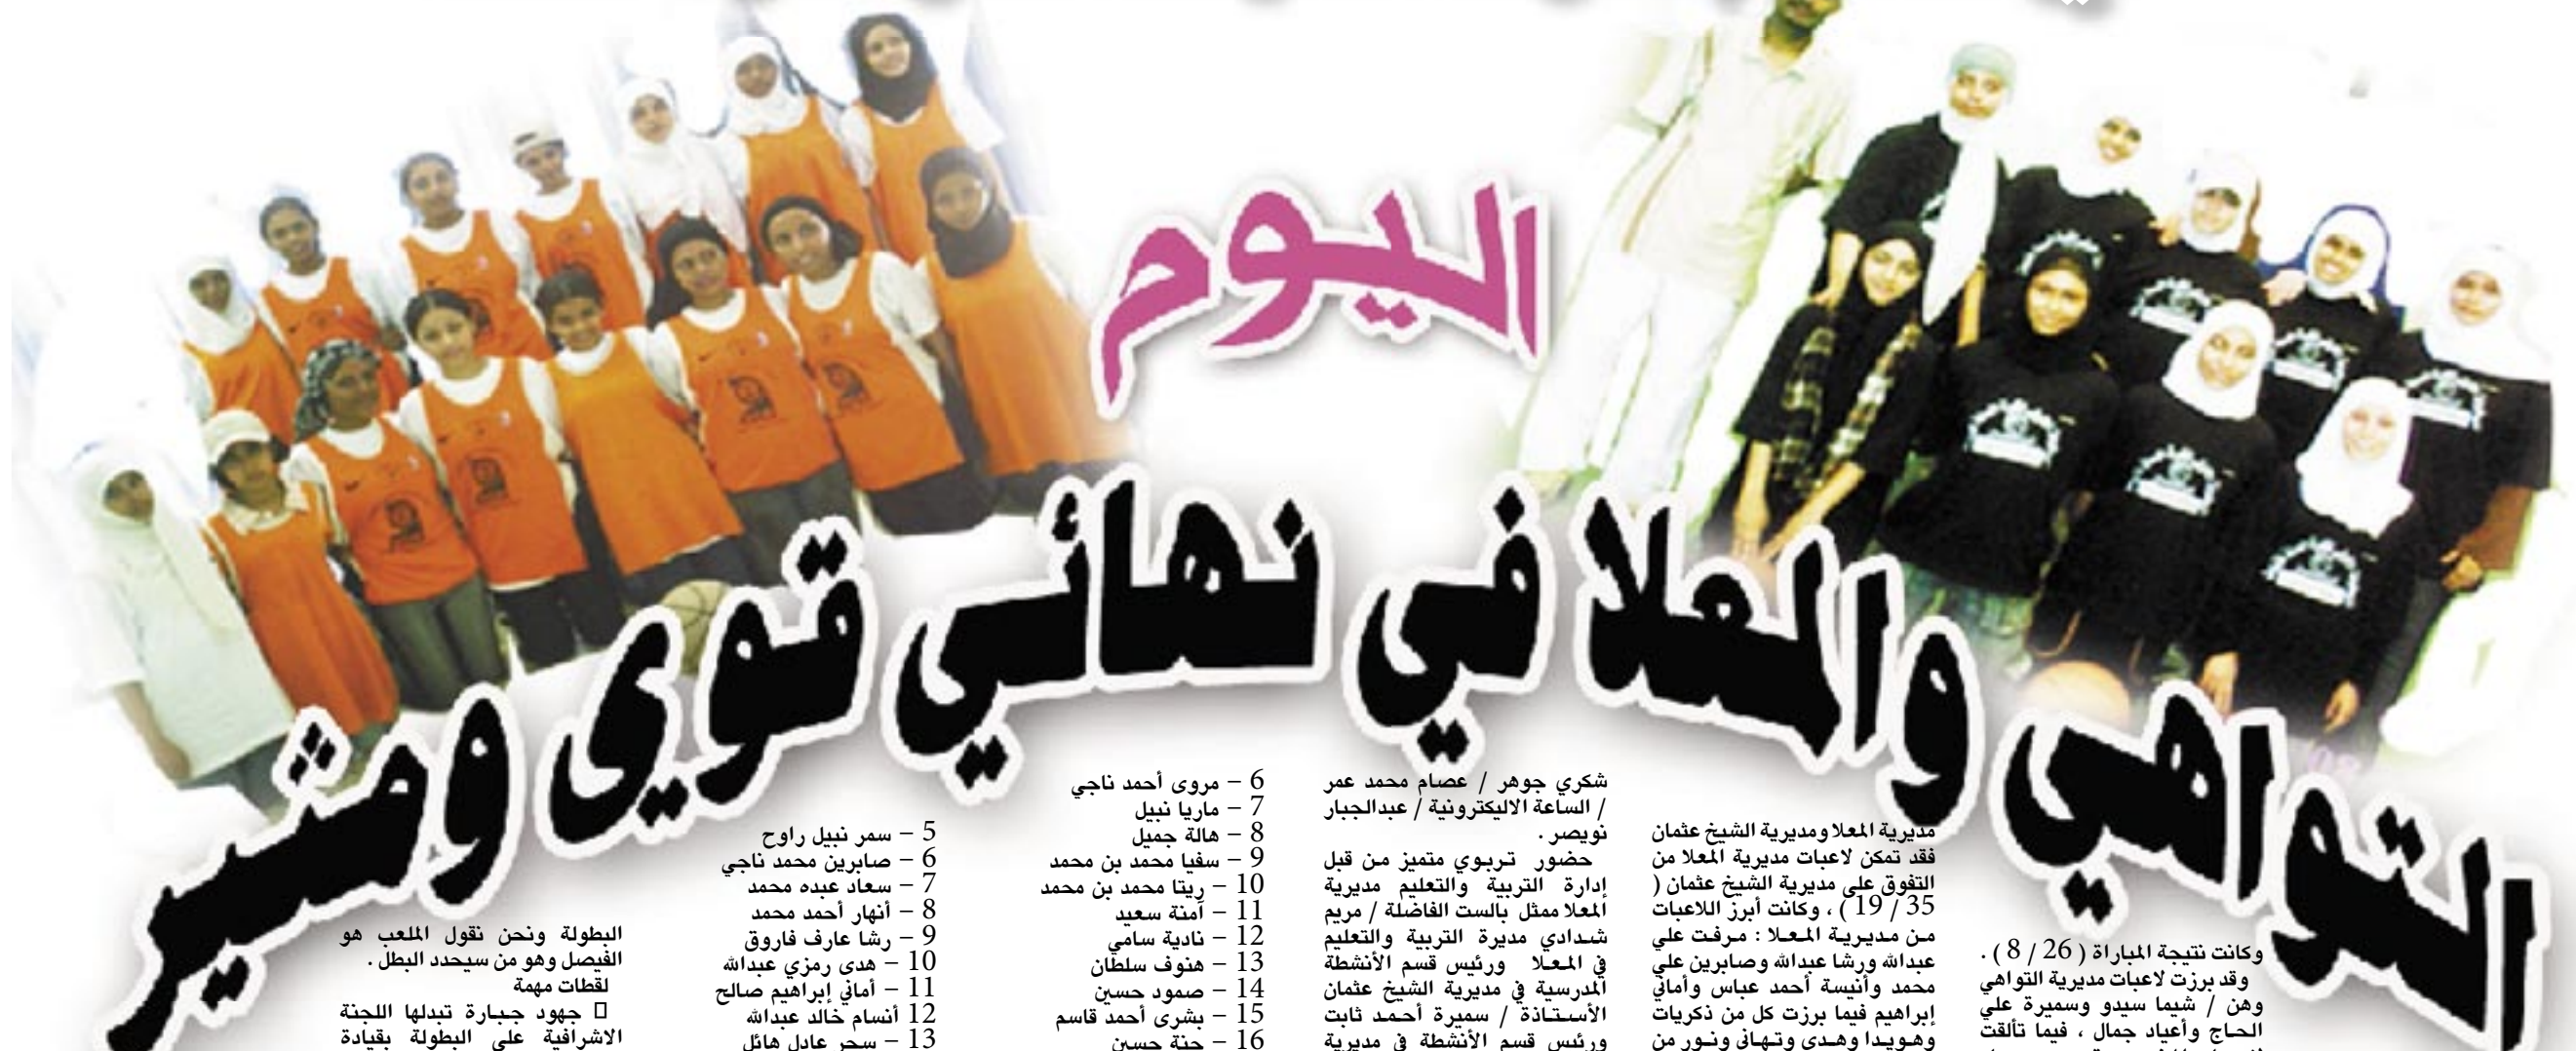 اليوم
التواهي والمعلا في نهائي قوي ومثير
وكانت نتيجة المباراة ( 26 / 8 ) .
وقد برزت لاعبات مديرية التواهي
وهن / شيما سيدو وسميرة علي
الحاج وأعياد جمال ، فيما تألقت
مديرية المعلا ومديرية الشيخ عثمان
فقد تمكن لاعبات مديرية المعلا من
التفوق على مديرية الشيخ عثمان (
35 / 19 ) ، وكانت أبرز اللاعبات
من مديرية المعلا : مرفت علي
عبدالله ورشا عبدالله وصابرين علي
محمد وأنيسة أحمد عباس وأماني
إبراهيم فيما برزت كل من ذكريات
وهويدا وهدى وتهاني ونور من
شكري جوهر / عصام محمد عمر
/ الساعة الاليكترونية / عبدالجبار
نويصر .
حضور تربوي متميز من قبل
إدارة التربية والتعليم مديرية
المعلا ممثل بالست الفاضلة / مريم
شدادي مديرة التربية والتعليم
في المعلا ورئيس قسم الأنشطة
المدرسية في مديرية الشيخ عثمان
الأستاذة / سميرة أحمد ثابت
ورئيس قسم الأنشطة في مديرية
6 – مروى أحمد ناجي
7 – ماريا نبيل
8 – هالة جميل
9 – سفيا محمد بن محمد
10 – ريتا محمد بن محمد
11 – آمنة سعيد
12 – نادية سامي
13 – هنوف سلطان
14 – صمود حسين
15 – بشرى أحمد قاسم
16 – جنة حسين
5 – سمر نبيل راوح
6 – صابرين محمد ناجي
7 – سعاد عبده محمد
8 – أنهار أحمد محمد
9 – رشا عارف فاروق
10 – هدى رمزي عبدالله
11 – أماني إبراهيم صالح
12 أنسام خالد عبدالله
13 – سحر عادل هائل
البطولة ونحن نقول الملعب هو
الفيصل وهو من سيحدد البطل .
لقطات مهمة
جهود جبارة تبدلها اللجنة
الاشرافية على البطولة بقيادة